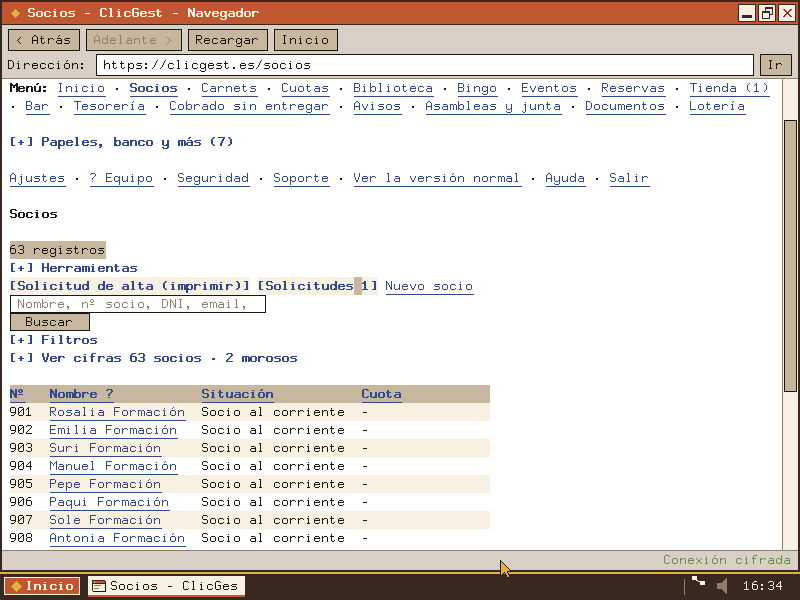 Socios - ClicGest - Navegador
< Atrás Adelante > Recargar Inicio
Dirección: https://clicgest.es/socios Ir
Menú: Inicio · Socios · Carnets · Cuotas · Biblioteca · Bingo · Eventos · Reservas · Tienda (1)
· Bar · Tesorería · Cobrado sin entregar · Avisos · Asambleas y junta · Documentos · Lotería
[+] Papeles, banco y más (7)
Ajustes · ? Equipo · Seguridad · Soporte · Ver la versión normal · Ayuda · Salir
Socios
63 registros
[+] Herramientas
[Solicitud de alta (imprimir)] [Solicitudes 1] Nuevo socio
Nombre, nº socio, DNI, email,
Buscar
[+] Filtros
[+] Ver cifras 63 socios · 2 morosos
Nº Nombre ? Situación Cuota
901 Rosalia Formación Socio al corriente -
902 Emilia Formación Socio al corriente -
903 Suri Formación Socio al corriente -
904 Manuel Formación Socio al corriente -
905 Pepe Formación Socio al corriente -
906 Paqui Formación Socio al corriente -
907 Sole Formación Socio al corriente -
908 Antonia Formación Socio al corriente -
Conexión cifrada
Inicio Socios - ClicGes 16:34